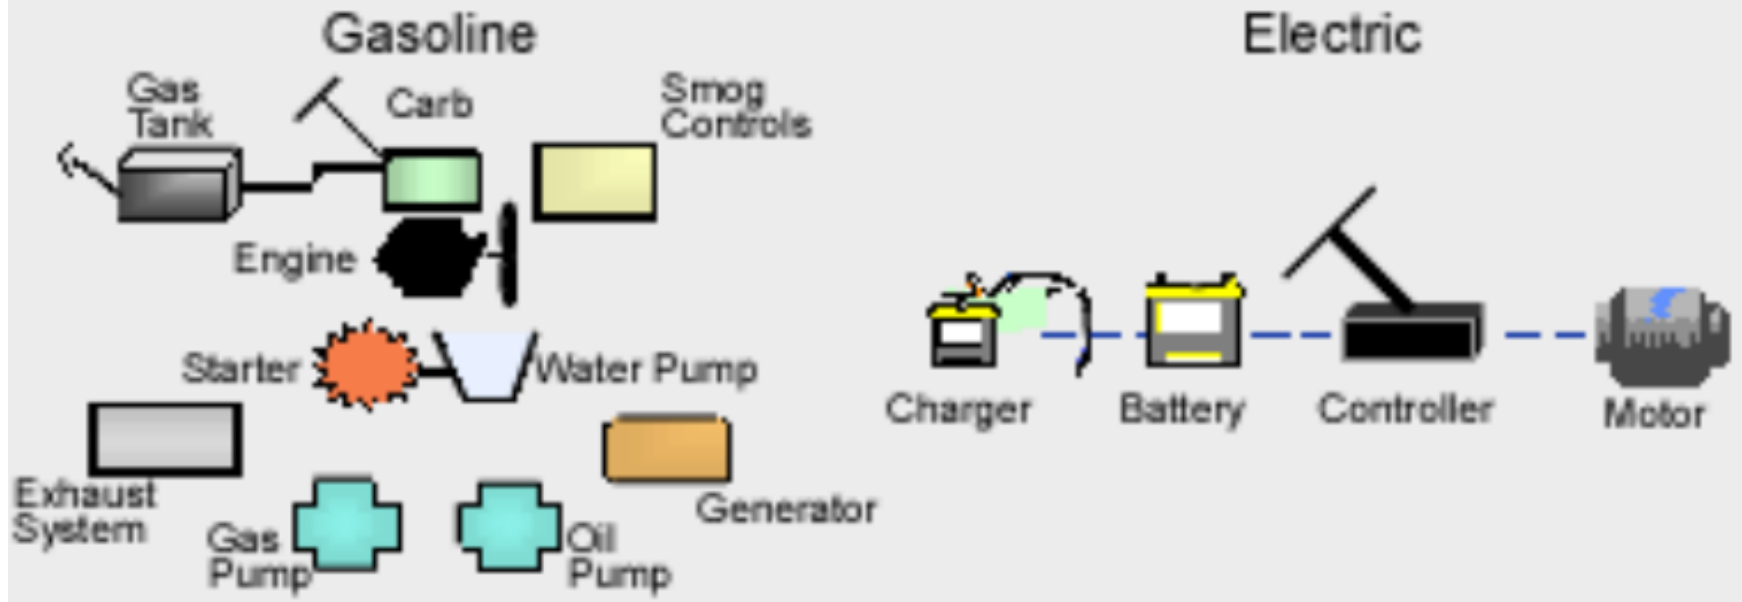 Gasoline
Electric
Gas
Tank
Carb
Smog
Controls
Engine
Starter
Water Pump
Charger
Battery
Controller
Motor
Exhaust
System
Generator
Gas
Pump
Oil
Pump